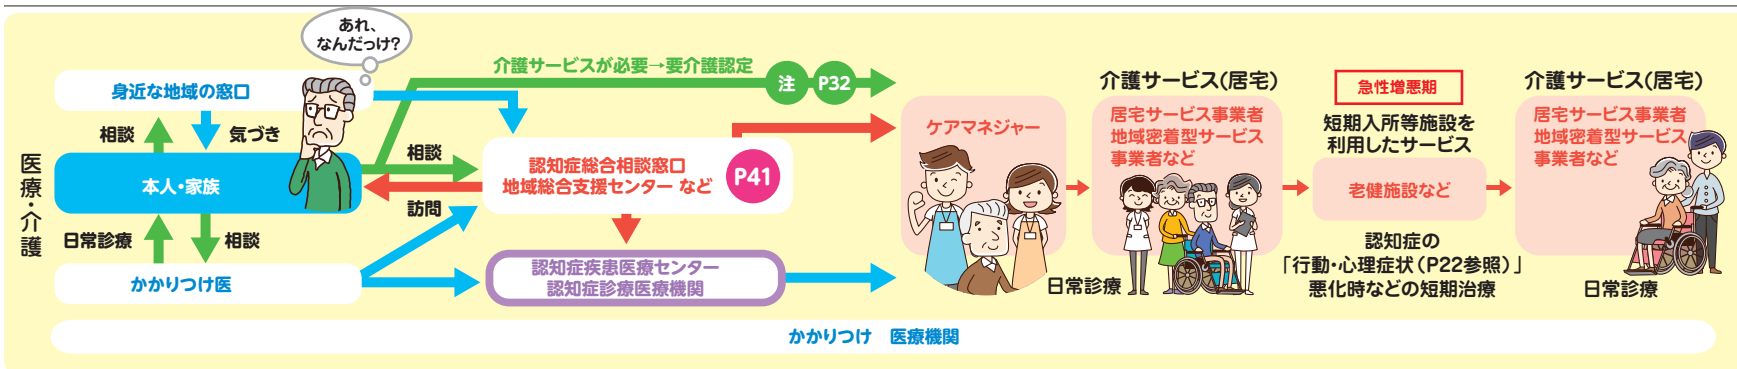 あれ、
なんだっけ?
身近な地域の窓口
相談
気づき
医療・介護
本人・家族
日常診療
相談
かかりつけ医
介護サービスが必要→要介護認定
注
P32
相談
訪問
認知症総合相談窓口
地域総合支援センター など
P41
認知症疾患医療センター
認知症診療医療機関
ケアマネジャー
日常診療
介護サービス(居宅)
居宅サービス事業者
地域密着型サービス
事業者など
急性増悪期
短期入所等施設を
利用したサービス
老健施設など
認知症の
「行動・心理症状(P22参照)」
悪化時などの短期治療
介護サービス(居宅)
居宅サービス事業者
地域密着型サービス
事業者など
日常診療
かかりつけ 医療機関